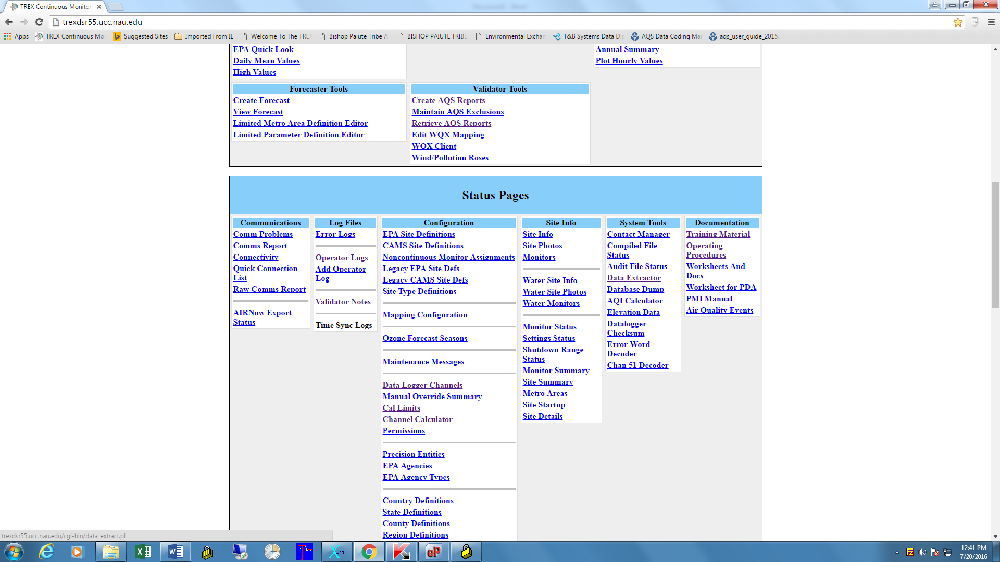 TREX Continuous Monitor
trexdsr55.ucc.nau.edu
Apps TREX Continuous Mor Suggested Sites Imported From IE Welcome To The TRE Bishop Paiute Tribe A BISHOP PAIUTE TRIBE Environmental Exchan T&B Systems Data Dis AQS Data Coding Ma aqs_user_guide_2015.
EPA Quick Look
Daily Mean Values
High Values
Annual Summary
Plot Hourly Values
Forecaster Tools
Create Forecast
View Forecast
Limited Metro Area Definition Editor
Limited Parameter Definition Editor
Validator Tools
Create AQS Reports
Maintain AQS Exclusions
Retrieve AQS Reports
Edit WQX Mapping
WQX Client
Wind/Pollution Roses
Status Pages
Communications
Comm Problems
Comms Report
Connectivity
Quick Connection
List
Raw Comms Report
AIRNow Export
Status
Log Files
Error Logs
Operator Logs
Add Operator
Log
Validator Notes
Time Sync Logs
Configuration
EPA Site Definitions
CAMS Site Definitions
Noncontinuous Monitor Assignments
Legacy EPA Site Defs
Legacy CAMS Site Defs
Site Type Definitions
Mapping Configuration
Ozone Forecast Seasons
Maintenance Messages
Data Logger Channels
Manual Override Summary
Cal Limits
Channel Calculator
Permissions
Precision Entities
EPA Agencies
EPA Agency Types
Country Definitions
State Definitions
County Definitions
Region Definitions
Site Info
Site Info
Site Photos
Monitors
Water Site Info
Water Site Photos
Water Monitors
Monitor Status
Settings Status
Shutdown Range
Status
Monitor Summary
Site Summary
Metro Areas
Site Startup
Site Details
System Tools
Contact Manager
Compiled File
Status
Audit File Status
Data Extractor
Database Dump
AQI Calculator
Elevation Data
Datalogger
Checksum
Error Word
Decoder
Chan 51 Decoder
Documentation
Training Material
Operating
Procedures
Worksheets And
Docs
Worksheet for PDA
PMI Manual
Air Quality Events
trexdsr55.ucc.nau.edu/cgi-bin/data_extract.pl
Xterm
eP
12:41 PM
7/20/2016